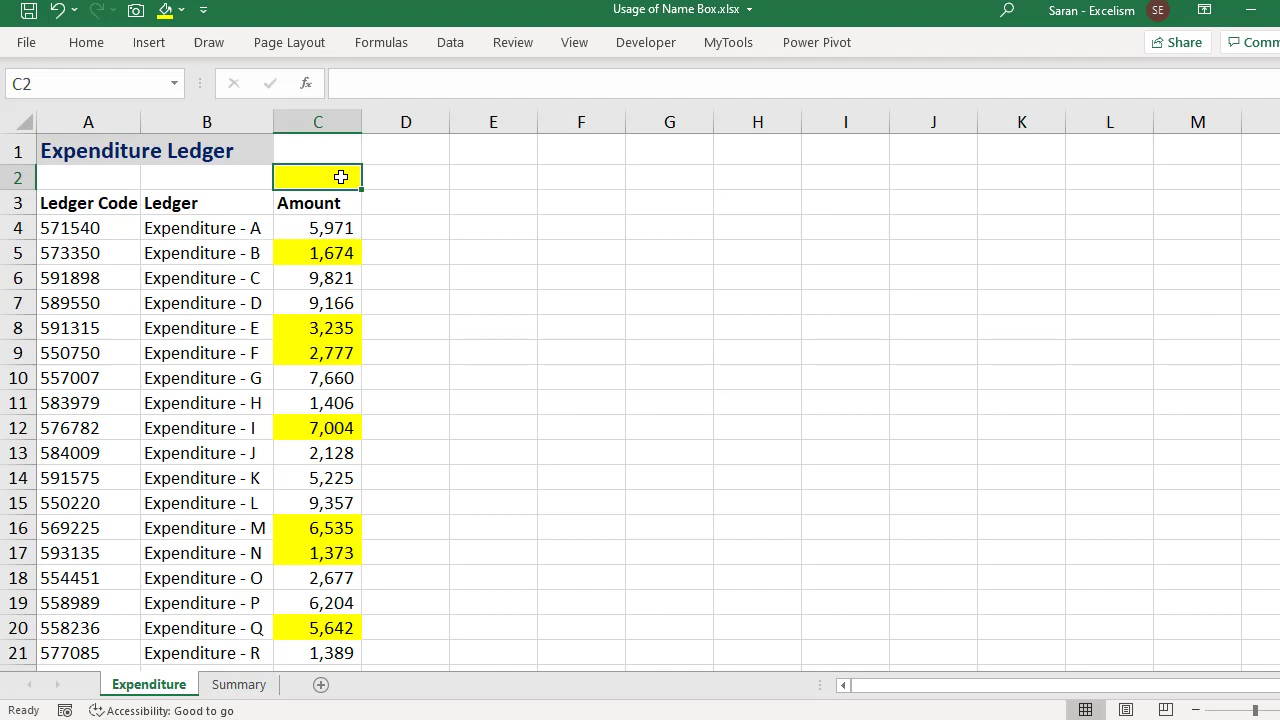 Usage of Name Box.xlsx
Saran - Excelism SE
File Home Insert Draw Page Layout Formulas Data Review View Developer MyTools Power Pivot Share Comm
C2 fx
A B C D E F G H I J K L M
1 Expenditure Ledger
2
3 Ledger Code Ledger Amount
4 571540 Expenditure - A 5,971
5 573350 Expenditure - B 1,674
6 591898 Expenditure - C 9,821
7 589550 Expenditure - D 9,166
8 591315 Expenditure - E 3,235
9 550750 Expenditure - F 2,777
10 557007 Expenditure - G 7,660
11 583979 Expenditure - H 1,406
12 576782 Expenditure - I 7,004
13 584009 Expenditure - J 2,128
14 591575 Expenditure - K 5,225
15 550220 Expenditure - L 9,357
16 569225 Expenditure - M 6,535
17 593135 Expenditure - N 1,373
18 554451 Expenditure - O 2,677
19 558989 Expenditure - P 6,204
20 558236 Expenditure - Q 5,642
21 577085 Expenditure - R 1,389
Expenditure Summary
Ready Accessibility: Good to go